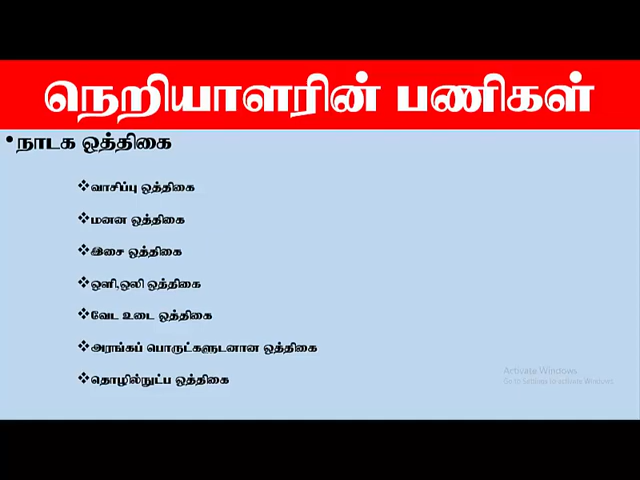 நெறியாளரின் பணிகள்
•நாடக ஒத்திகை
❖வாசிப்பு ஒத்திகை
❖மனன ஒத்திகை
❖இசை ஒத்திகை
❖ஒளி,ஒலி ஒத்திகை
❖வேட உடை ஒத்திகை
❖அரங்கப் பொருட்களுடனான ஒத்திகை
❖தொழில்நுட்ப ஒத்திகை
Activate Windows
Go to Settings to activate Windows.